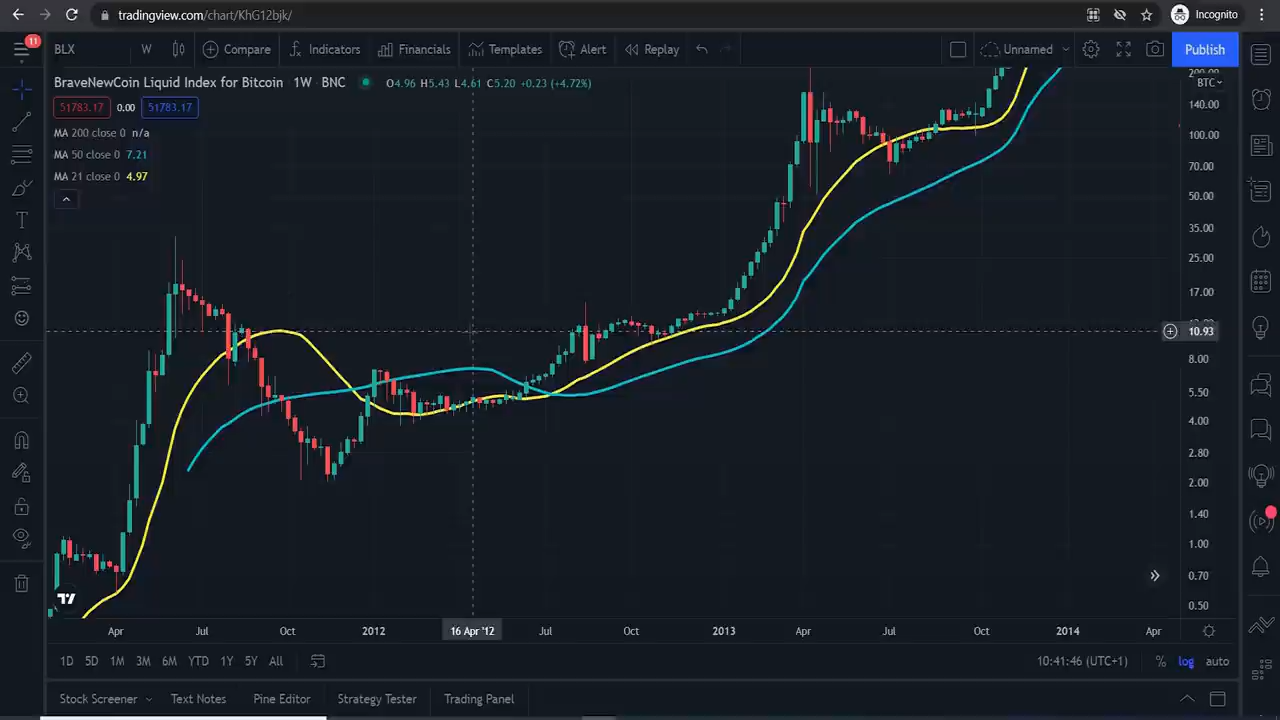 tradingview.com/chart/KhG12bjk/
Incognito
11
BLX
W
Compare
Indicators
Financials
Templates
Alert
Replay
Unnamed
Publish
BraveNewCoin Liquid Index for Bitcoin 1W BNC
O4.96 H5.43 L4.61 C5.20 +0.23 (+4.72%)
51783.17 0.00 51783.17
MA 200 close 0 n/a
MA 50 close 0 7.21
MA 21 close 0 4.97
BTC
140.00
100.00
70.00
50.00
35.00
25.00
17.00
10.93
8.00
5.50
4.00
2.80
2.00
1.40
1.00
0.70
0.50
Apr Jul Oct 2012 16 Apr '12 Jul Oct 2013 Apr Jul Oct 2014 Apr
1D 5D 1M 3M 6M YTD 1Y 5Y All
10:41:46 (UTC+1) % log auto
Stock Screener Text Notes Pine Editor Strategy Tester Trading Panel